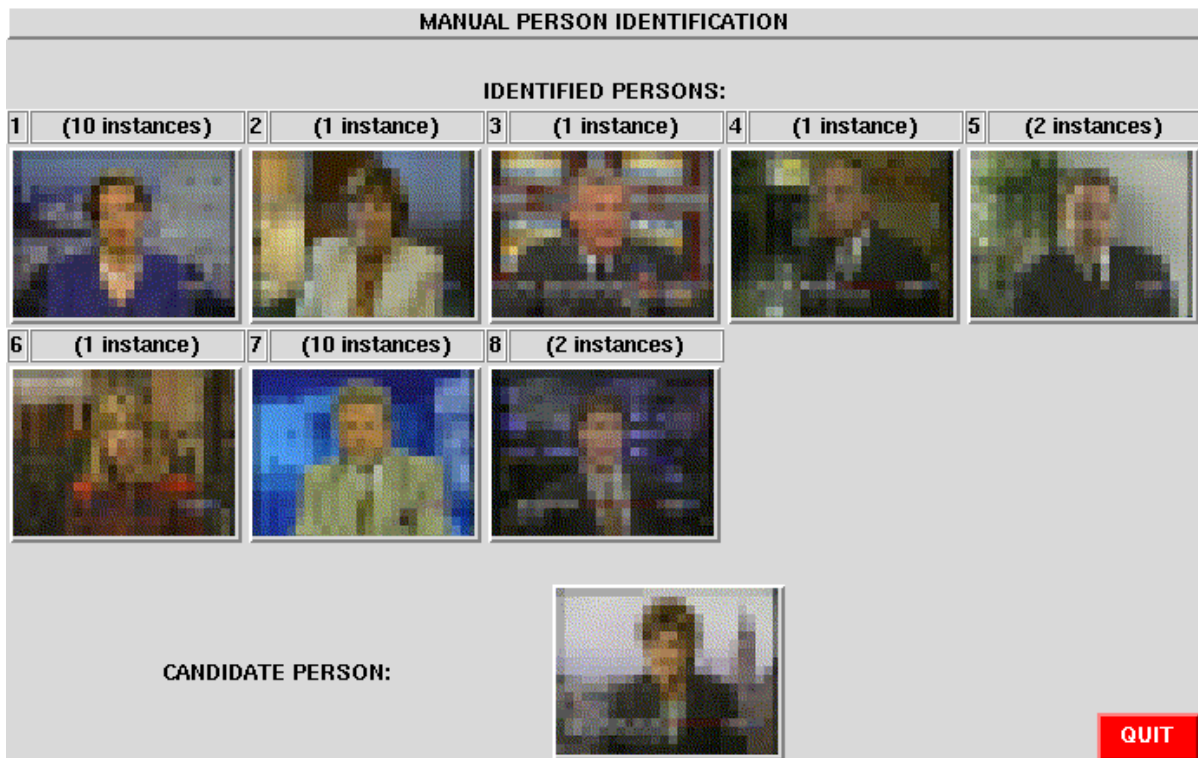 MANUAL PERSON IDENTIFICATION
IDENTIFIED PERSONS:
1 (10 instances) 2 (1 instance) 3 (1 instance) 4 (1 instance) 5 (2 instances)
6 (1 instance) 7 (10 instances) 8 (2 instances)
CANDIDATE PERSON:
QUIT